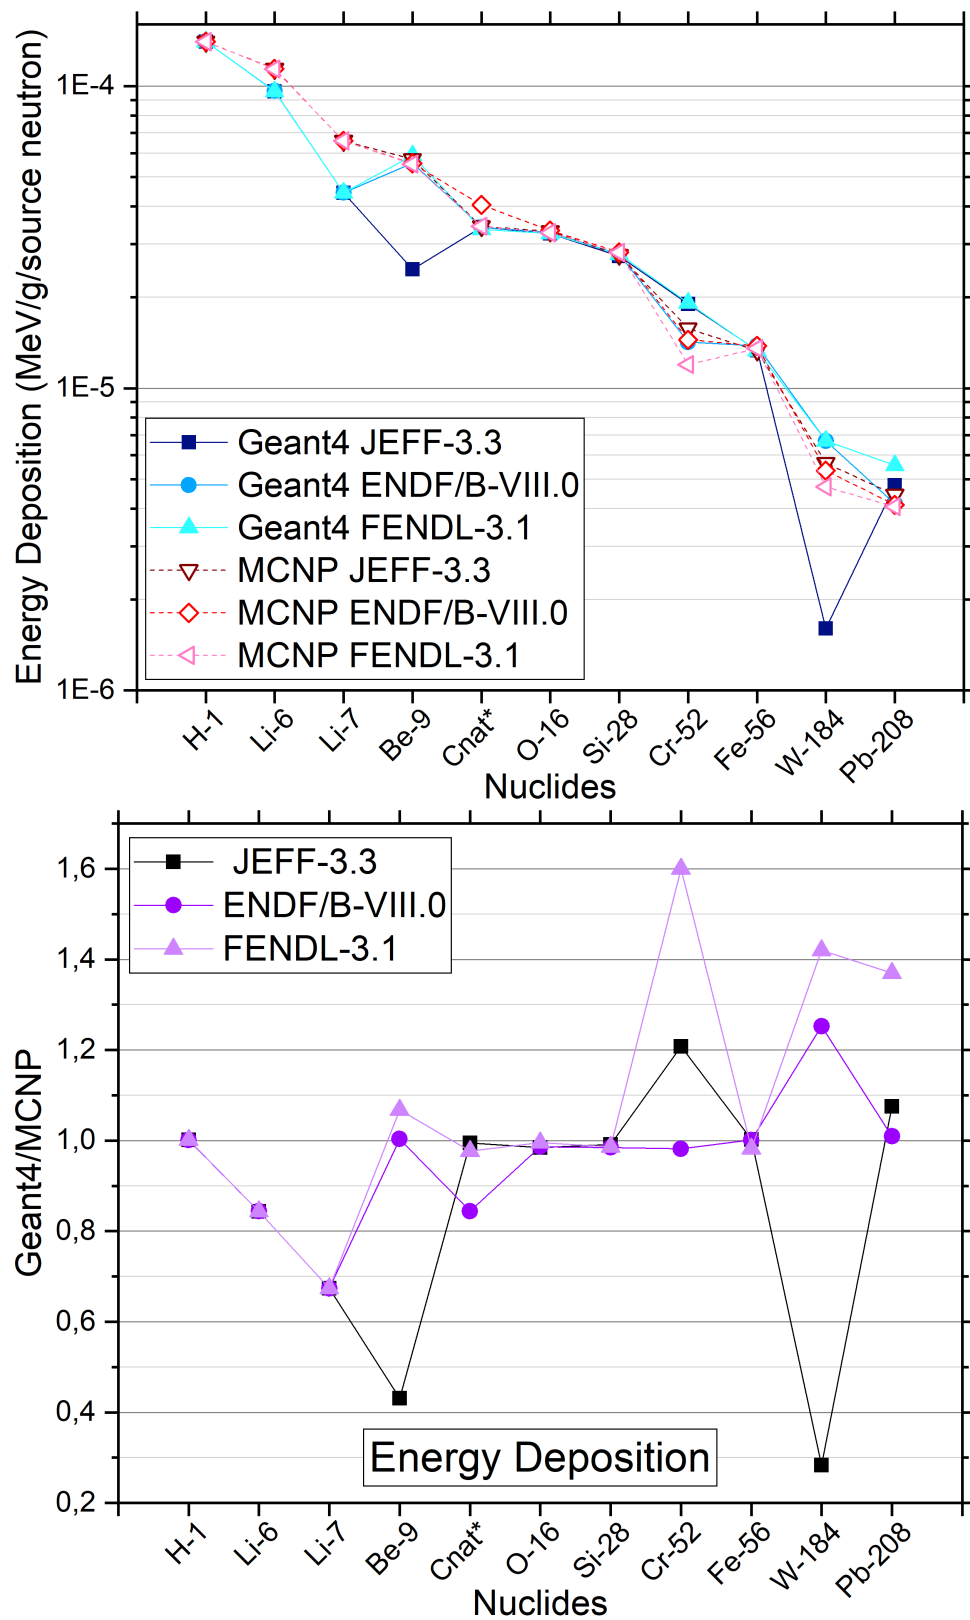 Energy Deposition (MeV/g/source neutron)
1E-4
1E-5
1E-6
Geant4 JEFF-3.3
Geant4 ENDF/B-VIII.0
Geant4 FENDL-3.1
MCNP JEFF-3.3
MCNP ENDF/B-VIII.0
MCNP FENDL-3.1
H-1
Li-6
Li-7
Be-9
Cnat*
O-16
Si-28
Cr-52
Fe-56
W-184
Pb-208
Nuclides
Geant4/MCNP
1,6
1,4
1,2
1,0
0,8
0,6
0,4
0,2
JEFF-3.3
ENDF/B-VIII.0
FENDL-3.1
Energy Deposition
H-1
Li-6
Li-7
Be-9
Cnat*
O-16
Si-28
Cr-52
Fe-56
W-184
Pb-208
Nuclides